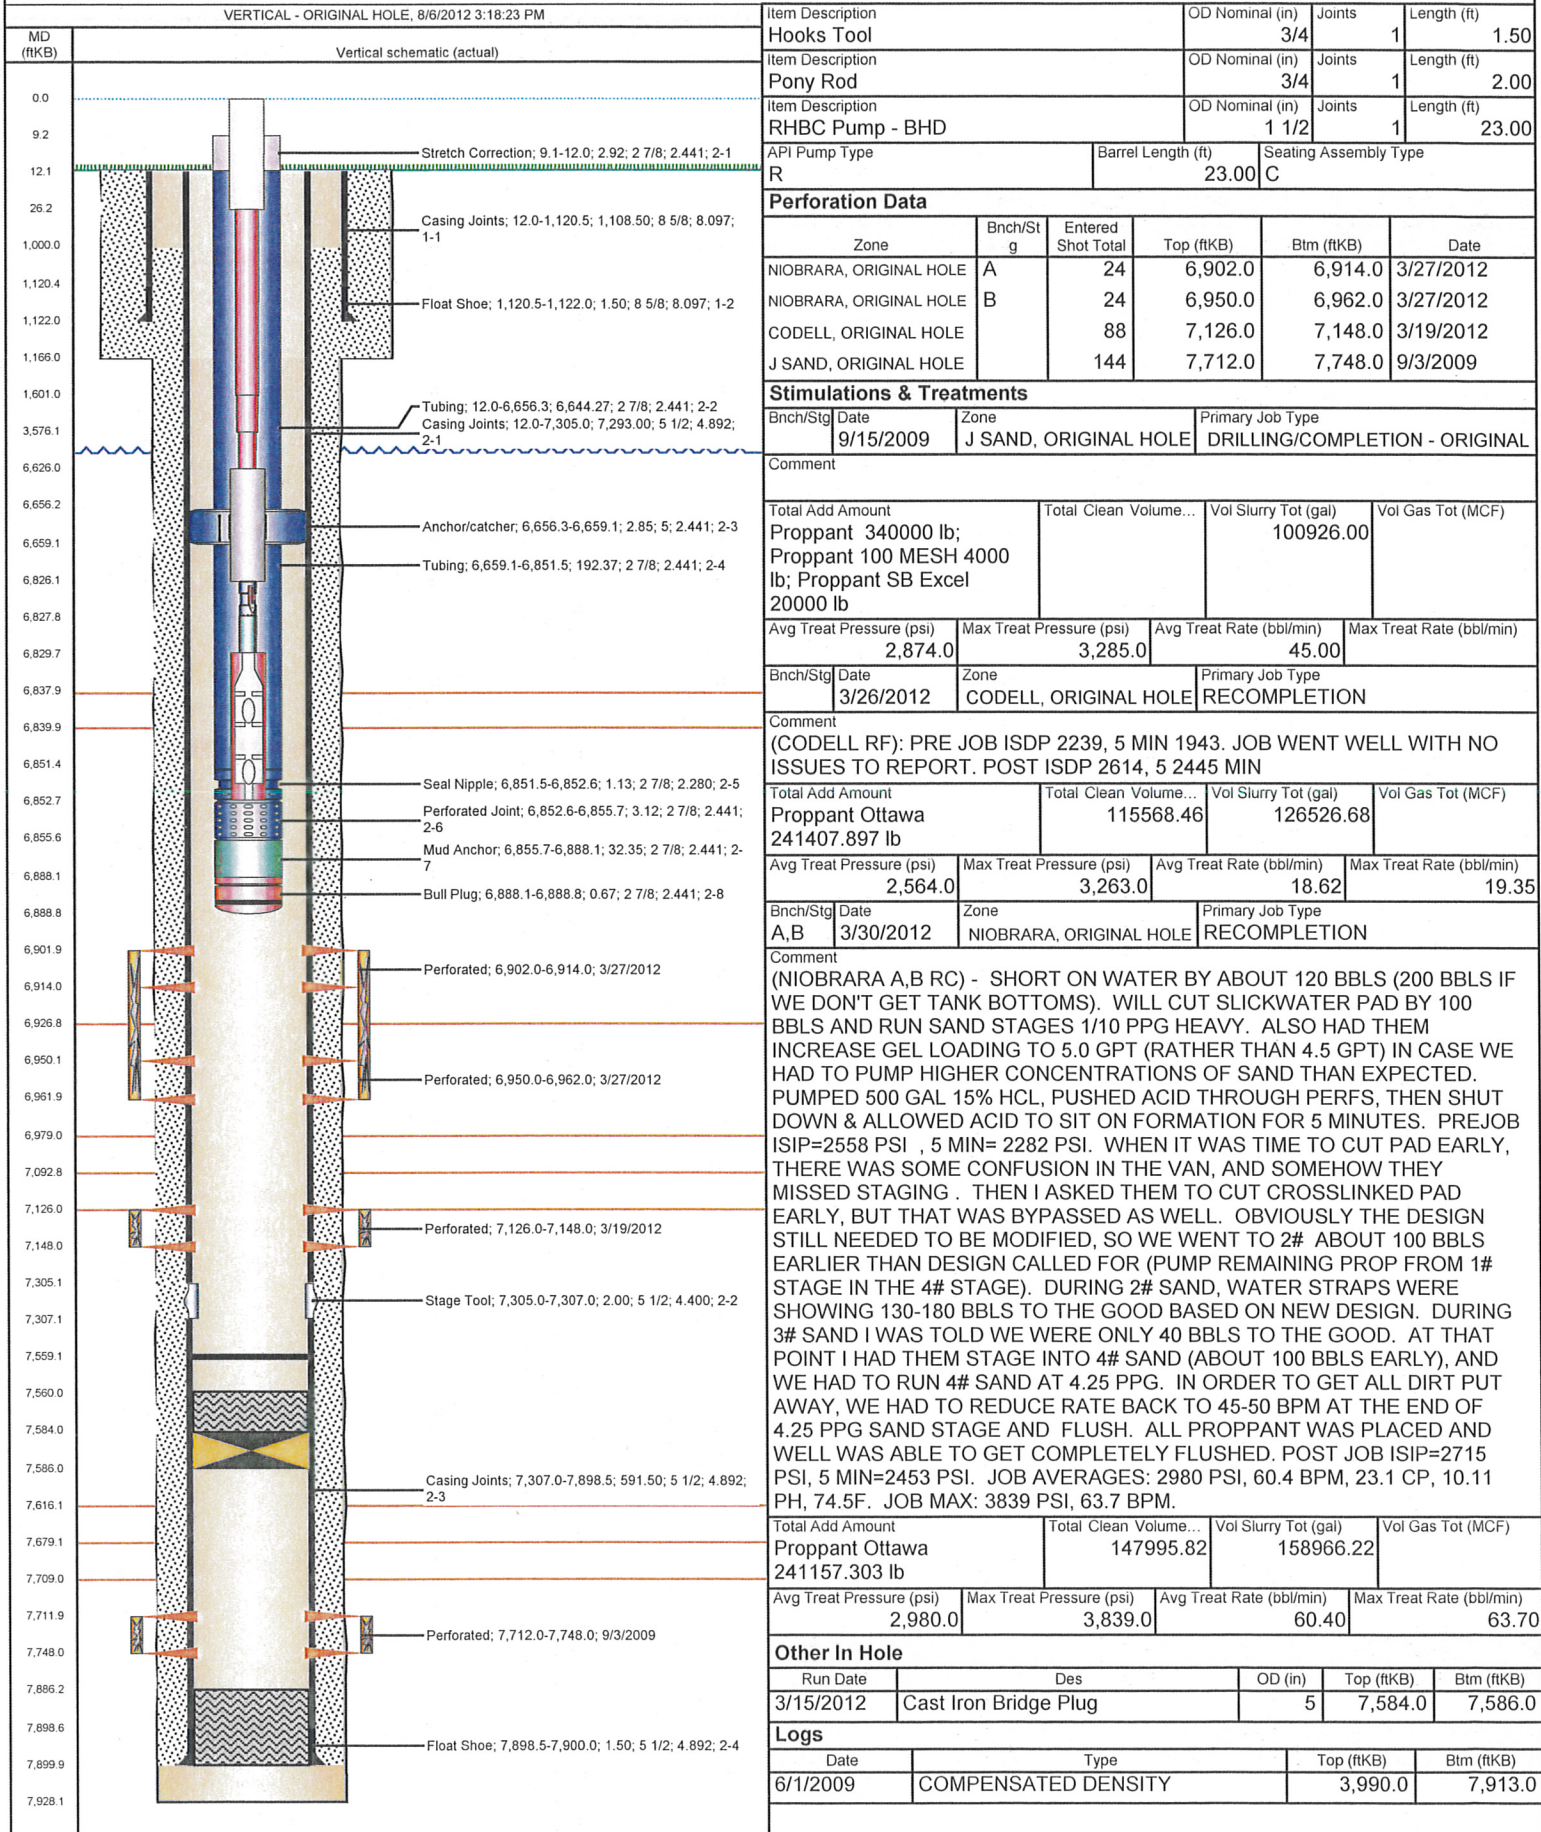 VERTICAL - ORIGINAL HOLE, 8/6/2012 3:18:23 PM
MD
(ftKB)
Vertical schematic (actual)
0.0
9.2
12.1
26.2
1,000.0
1,120.4
1,122.0
1,166.0
1,601.0
3,576.1
6,626.0
6,656.2
6,659.1
6,826.1
6,827.8
6,829.7
6,837.9
6,839.9
6,851.4
6,852.7
6,855.6
6,888.1
6,888.8
6,901.9
6,914.0
6,926.8
6,950.1
6,961.9
6,979.0
7,092.8
7,126.0
7,148.0
7,305.1
7,307.1
7,559.1
7,560.0
7,584.0
7,586.0
7,616.1
7,679.1
7,709.0
7,711.9
7,748.0
7,886.2
7,898.6
7,899.9
7,928.1
Stretch Correction; 9.1-12.0; 2.92; 2 7/8; 2.441; 2-1
Casing Joints; 12.0-1,120.5; 1,108.50; 8 5/8; 8.097;
1-1
Float Shoe; 1,120.5-1,122.0; 1.50; 8 5/8; 8.097; 1-2
Tubing; 12.0-6,656.3; 6,644.27; 2 7/8; 2.441; 2-2
Casing Joints; 12.0-7,305.0; 7,293.00; 5 1/2; 4.892;
2-1
Anchor/catcher; 6,656.3-6,659.1; 2.85; 5; 2.441; 2-3
Tubing; 6,659.1-6,851.5; 192.37; 2 7/8; 2.441; 2-4
Seal Nipple; 6,851.5-6,852.6; 1.13; 2 7/8; 2.280; 2-5
Perforated Joint; 6,852.6-6,855.7; 3.12; 2 7/8; 2.441;
2-6
Mud Anchor; 6,855.7-6,888.1; 32.35; 2 7/8; 2.441; 2-
7
Bull Plug; 6,888.1-6,888.8; 0.67; 2 7/8; 2.441; 2-8
Perforated; 6,902.0-6,914.0; 3/27/2012
Perforated; 6,950.0-6,962.0; 3/27/2012
Perforated; 7,126.0-7,148.0; 3/19/2012
Stage Tool; 7,305.0-7,307.0; 2.00; 5 1/2; 4.400; 2-2
Casing Joints; 7,307.0-7,898.5; 591.50; 5 1/2; 4.892;
2-3
Perforated; 7,712.0-7,748.0; 9/3/2009
Float Shoe; 7,898.5-7,900.0; 1.50; 5 1/2; 4.892; 2-4
Item Description OD Nominal (in) Joints Length (ft)
Hooks Tool 3/4 1 1.50
Item Description OD Nominal (in) Joints Length (ft)
Pony Rod 3/4 1 2.00
Item Description OD Nominal (in) Joints Length (ft)
RHBC Pump - BHD 1 1/2 1 23.00
API Pump Type Barrel Length (ft) Seating Assembly Type
R 23.00 C
Perforation Data
Zone Bnch/St g Entered Shot Total Top (ftKB) Btm (ftKB) Date
NIOBRARA, ORIGINAL HOLE A 24 6,902.0 6,914.0 3/27/2012
NIOBRARA, ORIGINAL HOLE B 24 6,950.0 6,962.0 3/27/2012
CODELL, ORIGINAL HOLE 88 7,126.0 7,148.0 3/19/2012
J SAND, ORIGINAL HOLE 144 7,712.0 7,748.0 9/3/2009
Stimulations & Treatments
Bnch/Stg Date Zone Primary Job Type
9/15/2009 J SAND, ORIGINAL HOLE DRILLING/COMPLETION - ORIGINAL
Comment
Total Add Amount Total Clean Volume... Vol Slurry Tot (gal) Vol Gas Tot (MCF)
Proppant 340000 lb; 100926.00
Proppant 100 MESH 4000
lb; Proppant SB Excel
20000 lb
Avg Treat Pressure (psi) Max Treat Pressure (psi) Avg Treat Rate (bbl/min) Max Treat Rate (bbl/min)
2,874.0 3,285.0 45.00
Bnch/Stg Date Zone Primary Job Type
3/26/2012 CODELL, ORIGINAL HOLE RECOMPLETION
Comment
(CODELL RF): PRE JOB ISDP 2239, 5 MIN 1943. JOB WENT WELL WITH NO
ISSUES TO REPORT. POST ISDP 2614, 5 2445 MIN
Total Add Amount Total Clean Volume... Vol Slurry Tot (gal) Vol Gas Tot (MCF)
Proppant Ottawa 115568.46 126526.68
241407.897 lb
Avg Treat Pressure (psi) Max Treat Pressure (psi) Avg Treat Rate (bbl/min) Max Treat Rate (bbl/min)
2,564.0 3,263.0 18.62 19.35
Bnch/Stg Date Zone Primary Job Type
A,B 3/30/2012 NIOBRARA, ORIGINAL HOLE RECOMPLETION
Comment
(NIOBRARA A,B RC) - SHORT ON WATER BY ABOUT 120 BBLS (200 BBLS IF
WE DON'T GET TANK BOTTOMS). WILL CUT SLICKWATER PAD BY 100
BBLS AND RUN SAND STAGES 1/10 PPG HEAVY. ALSO HAD THEM
INCREASE GEL LOADING TO 5.0 GPT (RATHER THAN 4.5 GPT) IN CASE WE
HAD TO PUMP HIGHER CONCENTRATIONS OF SAND THAN EXPECTED.
PUMPED 500 GAL 15% HCL, PUSHED ACID THROUGH PERFS, THEN SHUT
DOWN & ALLOWED ACID TO SIT ON FORMATION FOR 5 MINUTES. PREJOB
ISIP=2558 PSI , 5 MIN= 2282 PSI. WHEN IT WAS TIME TO CUT PAD EARLY,
THERE WAS SOME CONFUSION IN THE VAN, AND SOMEHOW THEY
MISSED STAGING . THEN I ASKED THEM TO CUT CROSSLINKED PAD
EARLY, BUT THAT WAS BYPASSED AS WELL. OBVIOUSLY THE DESIGN
STILL NEEDED TO BE MODIFIED, SO WE WENT TO 2# ABOUT 100 BBLS
EARLIER THAN DESIGN CALLED FOR (PUMP REMAINING PROP FROM 1#
STAGE IN THE 4# STAGE). DURING 2# SAND, WATER STRAPS WERE
SHOWING 130-180 BBLS TO THE GOOD BASED ON NEW DESIGN. DURING
3# SAND I WAS TOLD WE WERE ONLY 40 BBLS TO THE GOOD. AT THAT
POINT I HAD THEM STAGE INTO 4# SAND (ABOUT 100 BBLS EARLY), AND
WE HAD TO RUN 4# SAND AT 4.25 PPG. IN ORDER TO GET ALL DIRT PUT
AWAY, WE HAD TO REDUCE RATE BACK TO 45-50 BPM AT THE END OF
4.25 PPG SAND STAGE AND FLUSH. ALL PROPPANT WAS PLACED AND
WELL WAS ABLE TO GET COMPLETELY FLUSHED. POST JOB ISIP=2715
PSI, 5 MIN=2453 PSI. JOB AVERAGES: 2980 PSI, 60.4 BPM, 23.1 CP, 10.11
PH, 74.5F. JOB MAX: 3839 PSI, 63.7 BPM.
Total Add Amount Total Clean Volume... Vol Slurry Tot (gal) Vol Gas Tot (MCF)
Proppant Ottawa 147995.82 158966.22
241157.303 lb
Avg Treat Pressure (psi) Max Treat Pressure (psi) Avg Treat Rate (bbl/min) Max Treat Rate (bbl/min)
2,980.0 3,839.0 60.40 63.70
Other In Hole
Run Date Des OD (in) Top (ftKB) Btm (ftKB)
3/15/2012 Cast Iron Bridge Plug 5 7,584.0 7,586.0
Logs
Date Type Top (ftKB) Btm (ftKB)
6/1/2009 COMPENSATED DENSITY 3,990.0 7,913.0